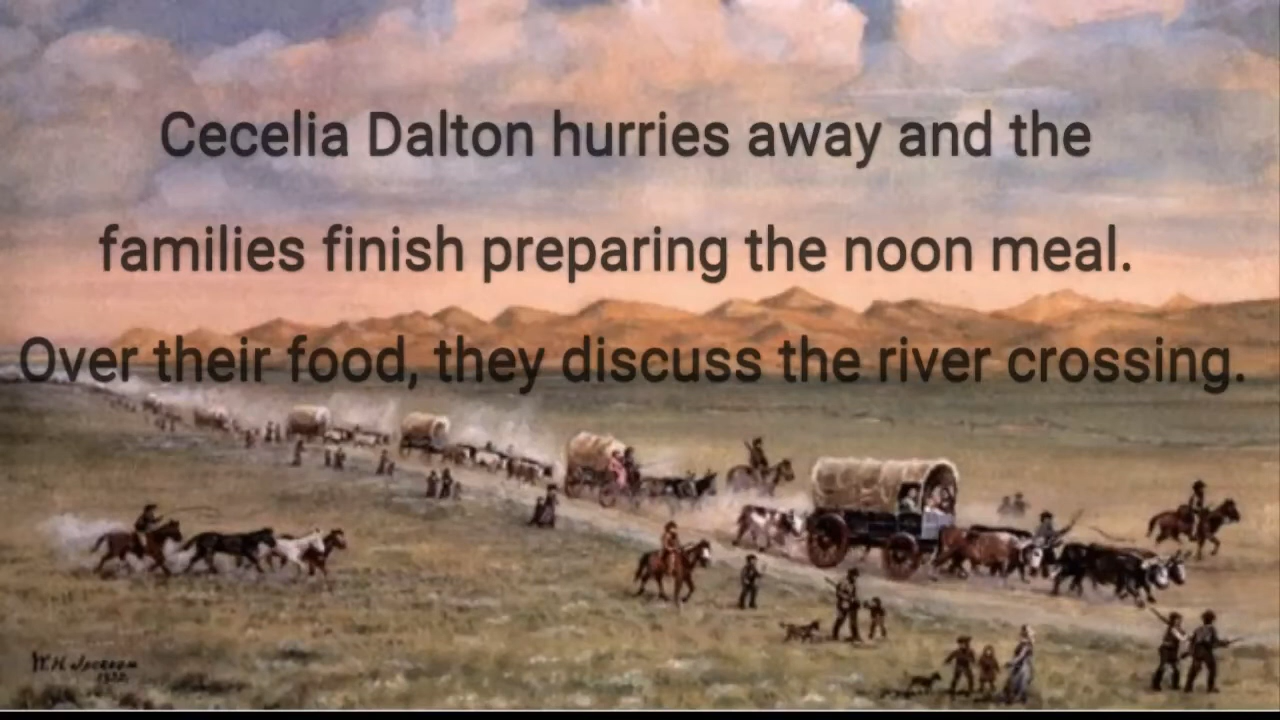 Cecelia Dalton hurries away and the
families finish preparing the noon meal.
Over their food, they discuss the river crossing.
W. H. Jackson